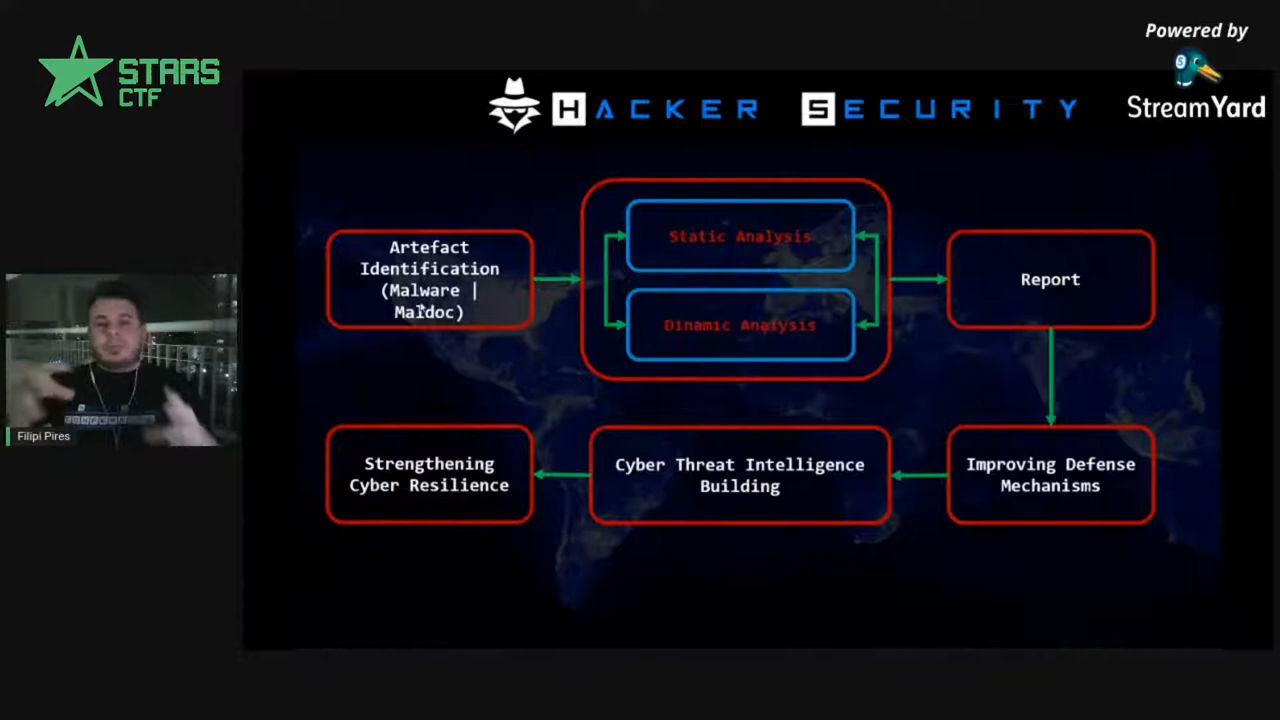 STARS
CTF
Powered by
StreamYard
HACKER SECURITY
Artefact
Identification
(Malware |
Maldoc)
Static Analysis
Dinamic Analysis
Report
Strengthening
Cyber Resilience
Cyber Threat Intelligence
Building
Improving Defense
Mechanisms
Filipi Pires